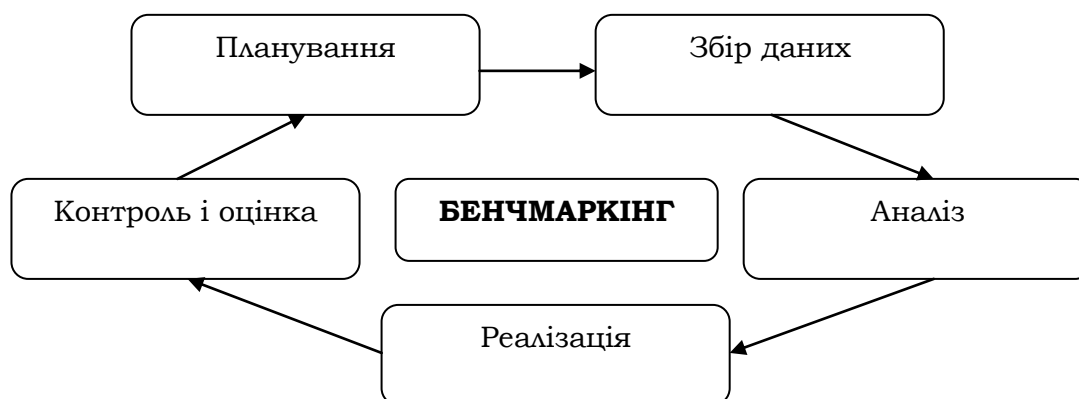 Планування
Збір даних
Контроль і оцінка
БЕНЧМАРКІНГ
Аналіз
Реалізація